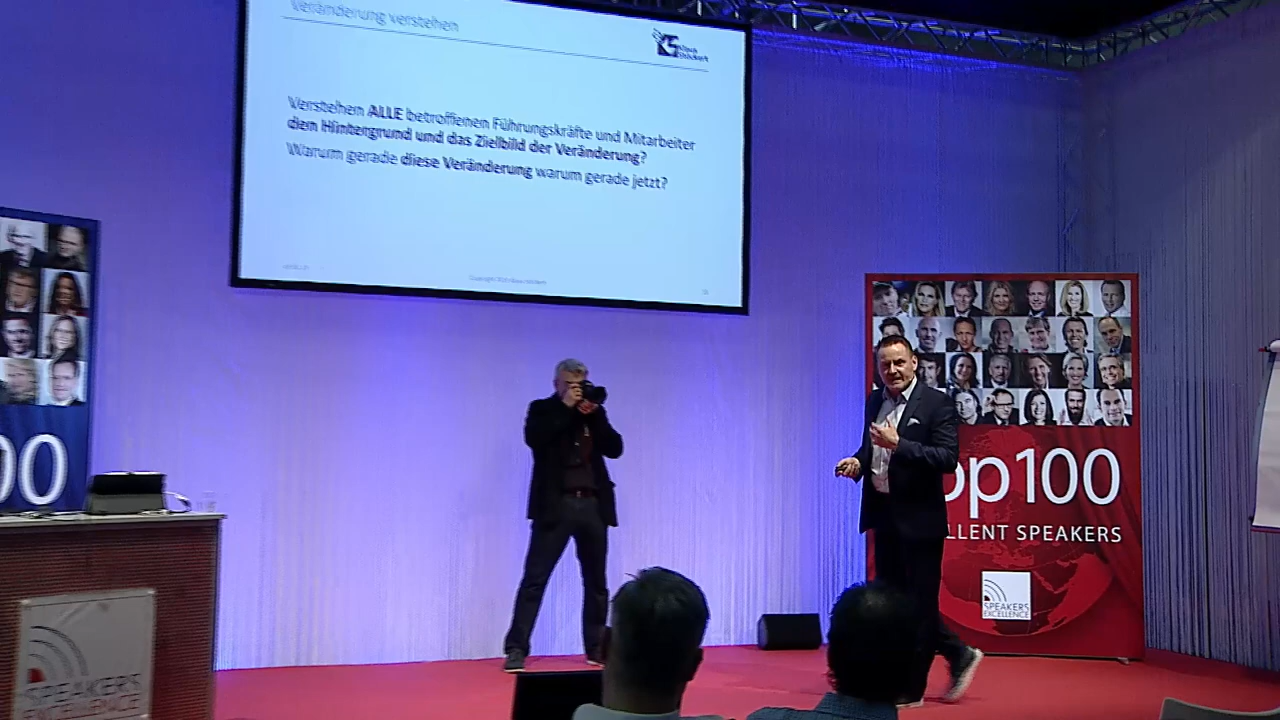 Veränderung verstehen
Verstehen ALLE betroffenen Führungskräfte und Mitarbeiter
den Hintergrund und das Zielbild der Veränderung?
Warum gerade diese Veränderung warum gerade jetzt?
00
op100
LLENT SPEAKERS
SPEAKERS
EXCELLENCE
SPEAKERS
EXCELLENCE